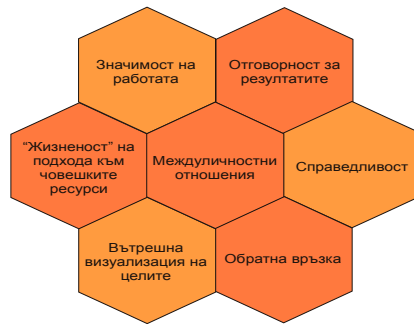 Значимост на
работата
Отговорност за
резултатите
“Жизненост” на
подхода към
човешките
ресурси
Междуличностни
отношения
Справедливост
Вътрешна
визуализация на
целите
Обратна връзка